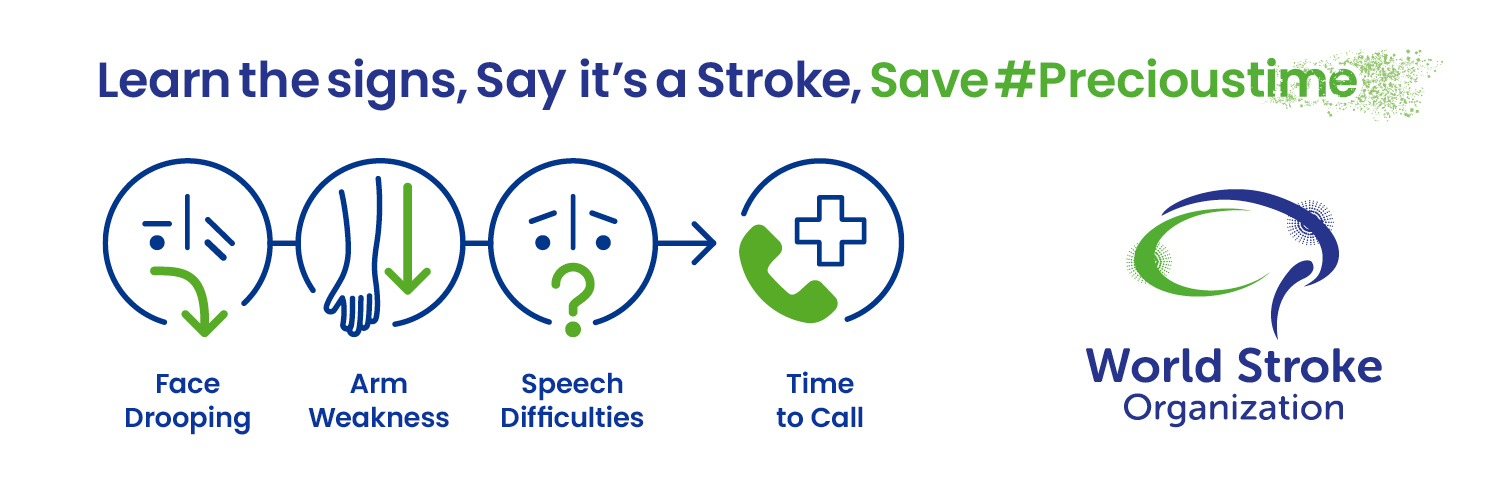 Learn the signs, Say it's a Stroke, Save #Precioustime
Face
Drooping
Arm
Weakness
Speech
Difficulties
Time
to Call
World Stroke
Organization